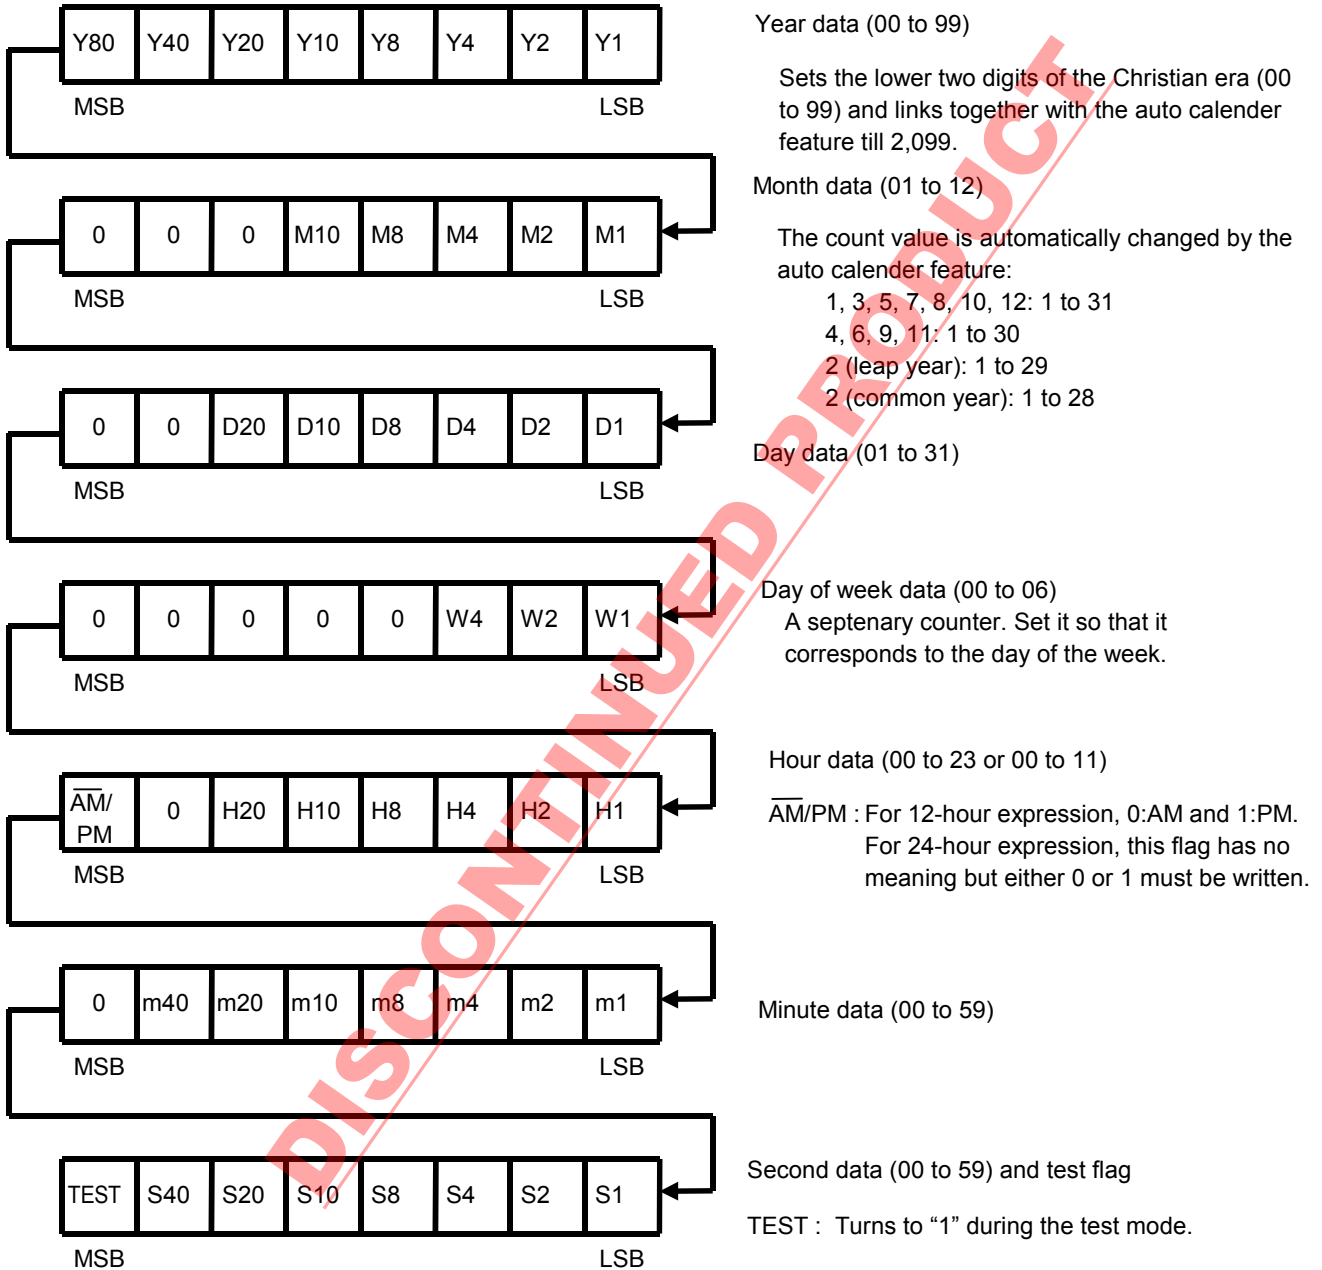 Y80 Y40 Y20 Y10 Y8 Y4 Y2 Y1
MSB LSB
Year data (00 to 99)
Sets the lower two digits of the Christian era (00
to 99) and links together with the auto calender
feature till 2,099.
0 0 0 M10 M8 M4 M2 M1
MSB LSB
Month data (01 to 12)
The count value is automatically changed by the
auto calender feature:
1, 3, 5, 7, 8, 10, 12: 1 to 31
4, 6, 9, 11: 1 to 30
2 (leap year): 1 to 29
2 (common year): 1 to 28
0 0 D20 D10 D8 D4 D2 D1
MSB LSB
Day data (01 to 31)
0 0 0 0 0 W4 W2 W1
MSB LSB
Day of week data (00 to 06)
A septenary counter. Set it so that it
corresponds to the day of the week.
A̅M̅/
PM
0 H20 H10 H8 H4 H2 H1
MSB LSB
Hour data (00 to 23 or 00 to 11)
A̅M̅/PM : For 12-hour expression, 0:AM and 1:PM.
For 24-hour expression, this flag has no
meaning but either 0 or 1 must be written.
0 m40 m20 m10 m8 m4 m2 m1
MSB LSB
Minute data (00 to 59)
TEST S40 S20 S10 S8 S4 S2 S1
MSB LSB
Second data (00 to 59) and test flag
TEST : Turns to “1” during the test mode.
DISCONTINUED PRODUCT